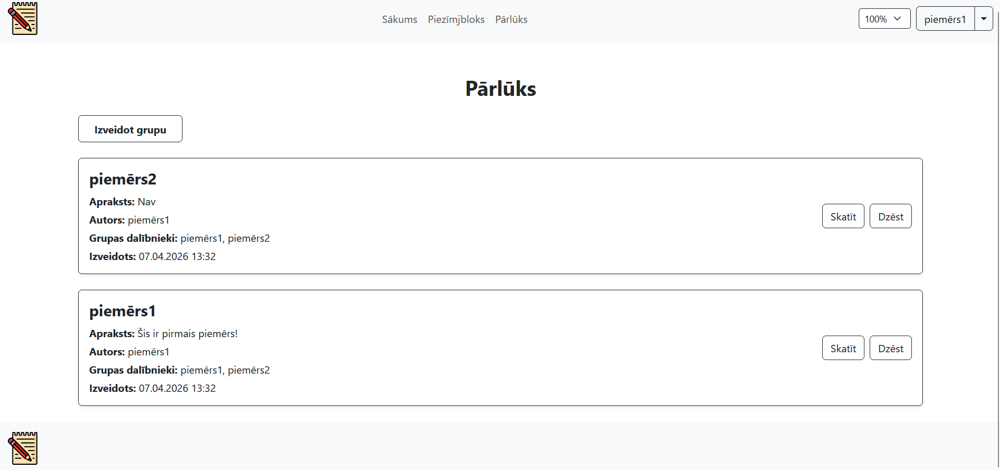 Sākums Piezīmjbloks Pārlūks 100% piemērs1
Pārlūks
Izveidot grupu
piemērs2
Apraksts: Nav
Autors: piemērs1
Grupas dalībnieki: piemērs1, piemērs2
Izveidots: 07.04.2026 13:32
Skatīt Dzēst
piemērs1
Apraksts: Šis ir pirmais piemērs!
Autors: piemērs1
Grupas dalībnieki: piemērs1, piemērs2
Izveidots: 07.04.2026 13:32
Skatīt Dzēst